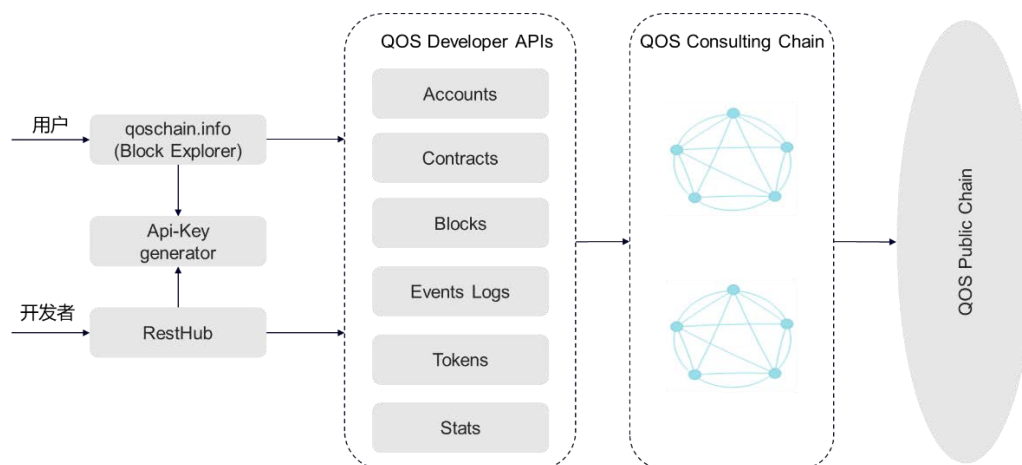 QOS Developer APIs
QOS Consulting Chain
用户
qoschain.info
(Block Explorer)
Api-Key
generator
开发者
RestHub
Accounts
Contracts
Blocks
Events Logs
Tokens
Stats
QOS Public Chain